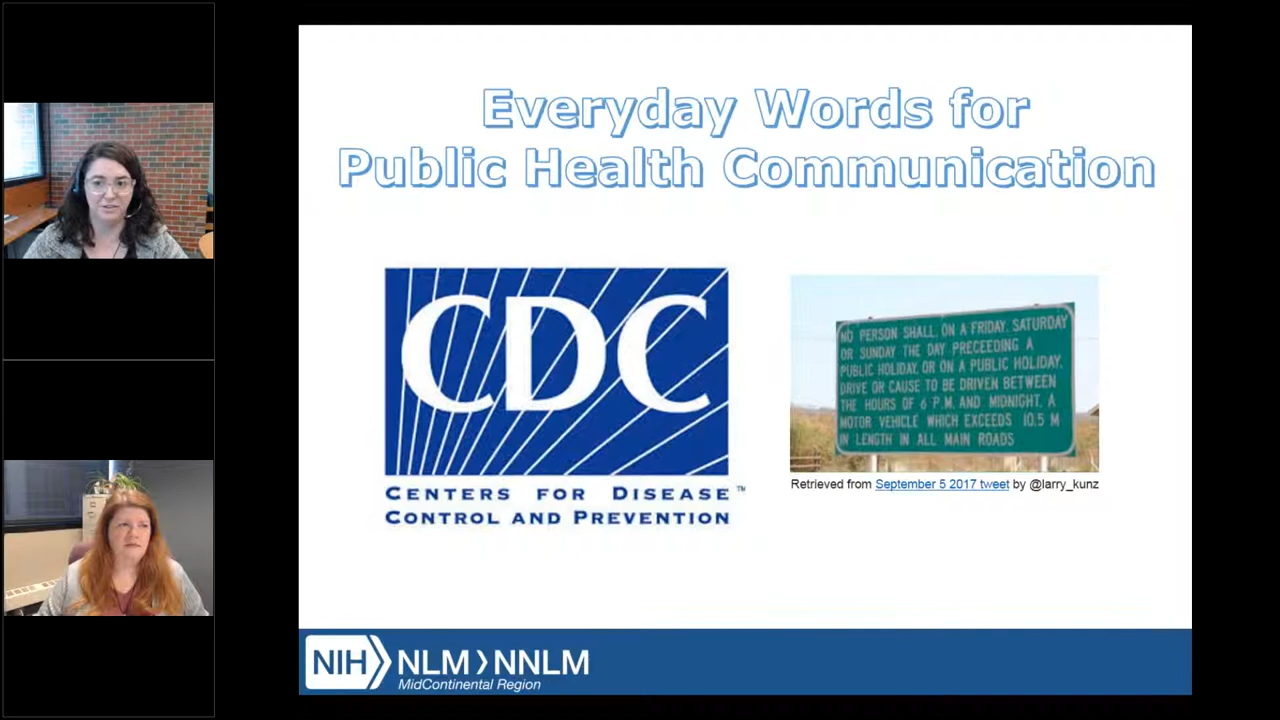 Everyday Words for
Public Health Communication
CDC
CENTERS FOR DISEASE™
CONTROL AND PREVENTION
NO PERSON SHALL, ON A FRIDAY, SATURDAY
OR SUNDAY THE DAY PRECEEDING A
PUBLIC HOLIDAY, OR ON A PUBLIC HOLIDAY,
DRIVE OR CAUSE TO BE DRIVEN BETWEEN
THE HOURS OF 6 P.M. AND MIDNIGHT, A
MOTOR VEHICLE WHICH EXCEEDS 10.5 M
IN LENGTH IN ALL MAIN ROADS
Retrieved from September 5 2017 tweet by @larry_kunz
NIH NLM NNLM
MidContinental Region